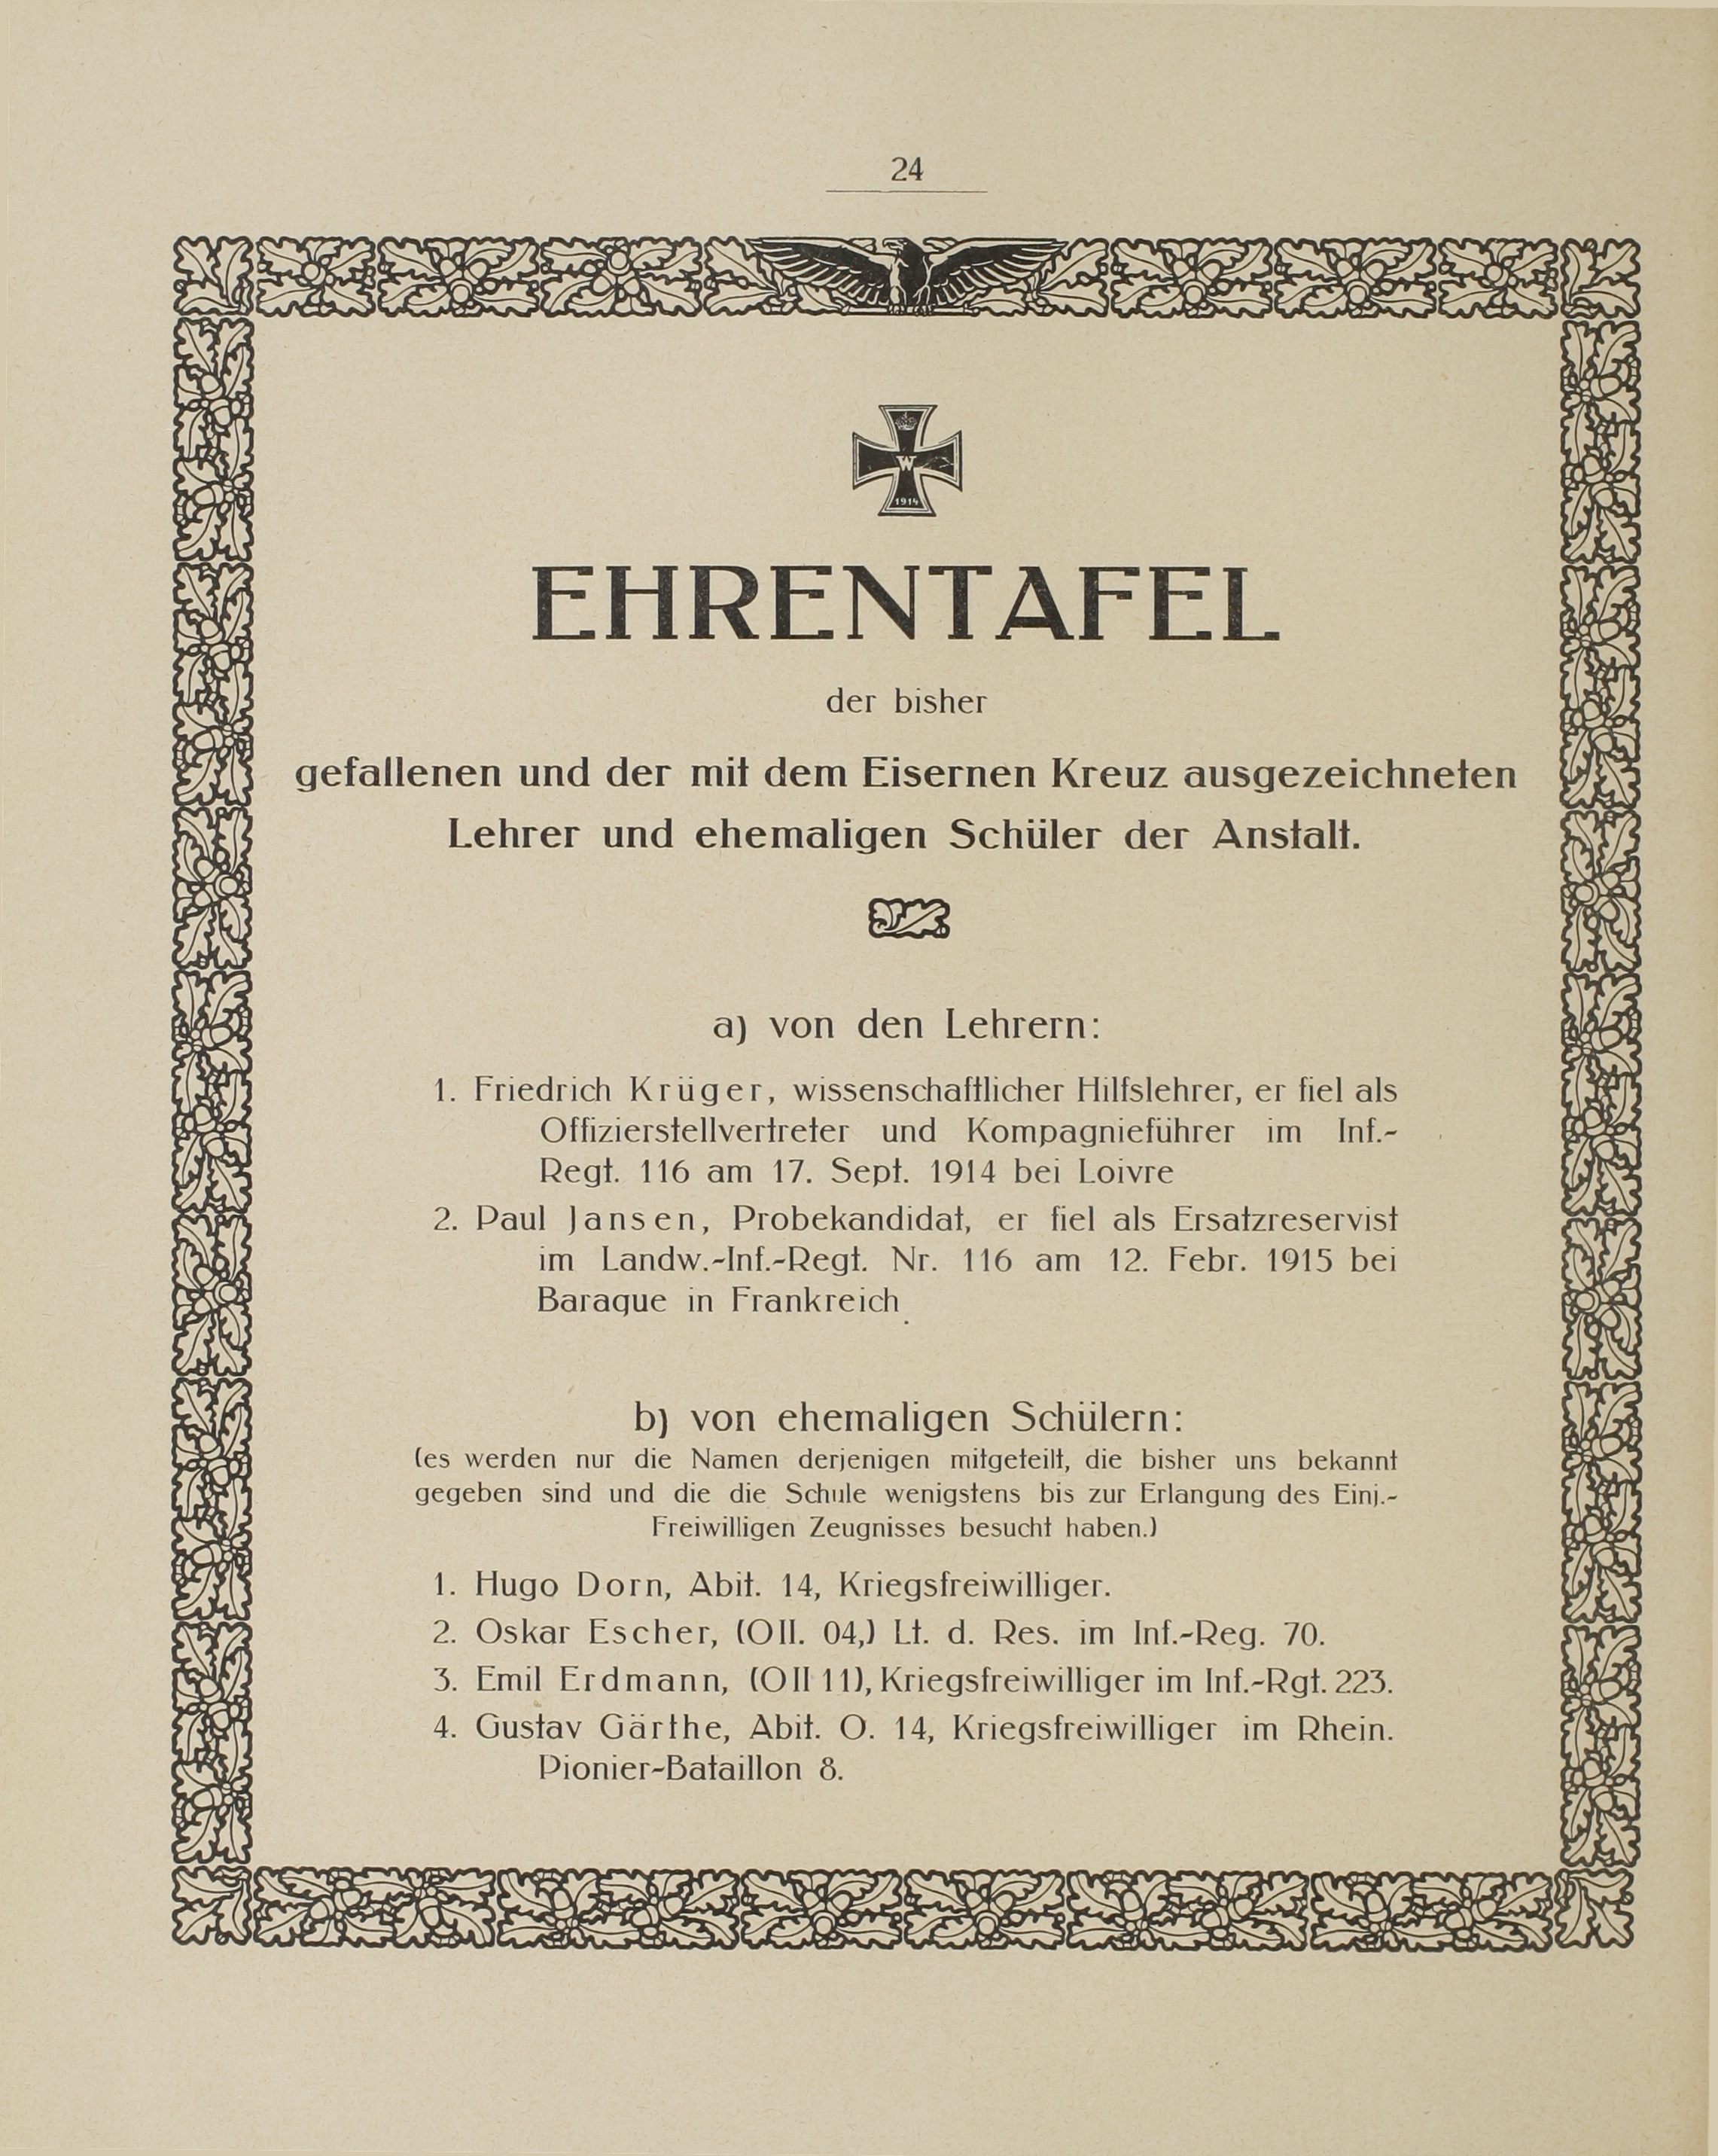 24
W
1914
EHRENTAFEL
der bisher
gefallenen und der mit dem Eisernen Kreuz ausgezeichneten
Lehrer und ehemaligen Schüler der Anstalt.
a) von den Lehrern:
1. Friedrich Krüger, wissenschaftlicher Hilfslehrer, er fiel als
Offizierstellvertreter und Kompagnieführer im Inf.-
Regt. 116 am 17. Sept. 1914 bei Loivre
2. Paul Jansen, Probekandidat, er fiel als Ersatzreservist
im Landw.-Inf.-Regt. Nr. 116 am 12. Febr. 1915 bei
Baraque in Frankreich.
b) von ehemaligen Schülern:
(es werden nur die Namen derjenigen mitgeteilt, die bisher uns bekannt
gegeben sind und die die Schule wenigstens bis zur Erlangung des Einj.-
Freiwilligen Zeugnisses besucht haben.)
1. Hugo Dorn, Abit. 14, Kriegsfreiwilliger.
2. Oskar Escher, (OII. 04,) Lt. d. Res. im Inf.-Reg. 70.
3. Emil Erdmann, (OII 11), Kriegsfreiwilliger im Inf.-Rgt. 223.
4. Gustav Gärthe, Abit. O. 14, Kriegsfreiwilliger im Rhein.
Pionier-Bataillon 8.